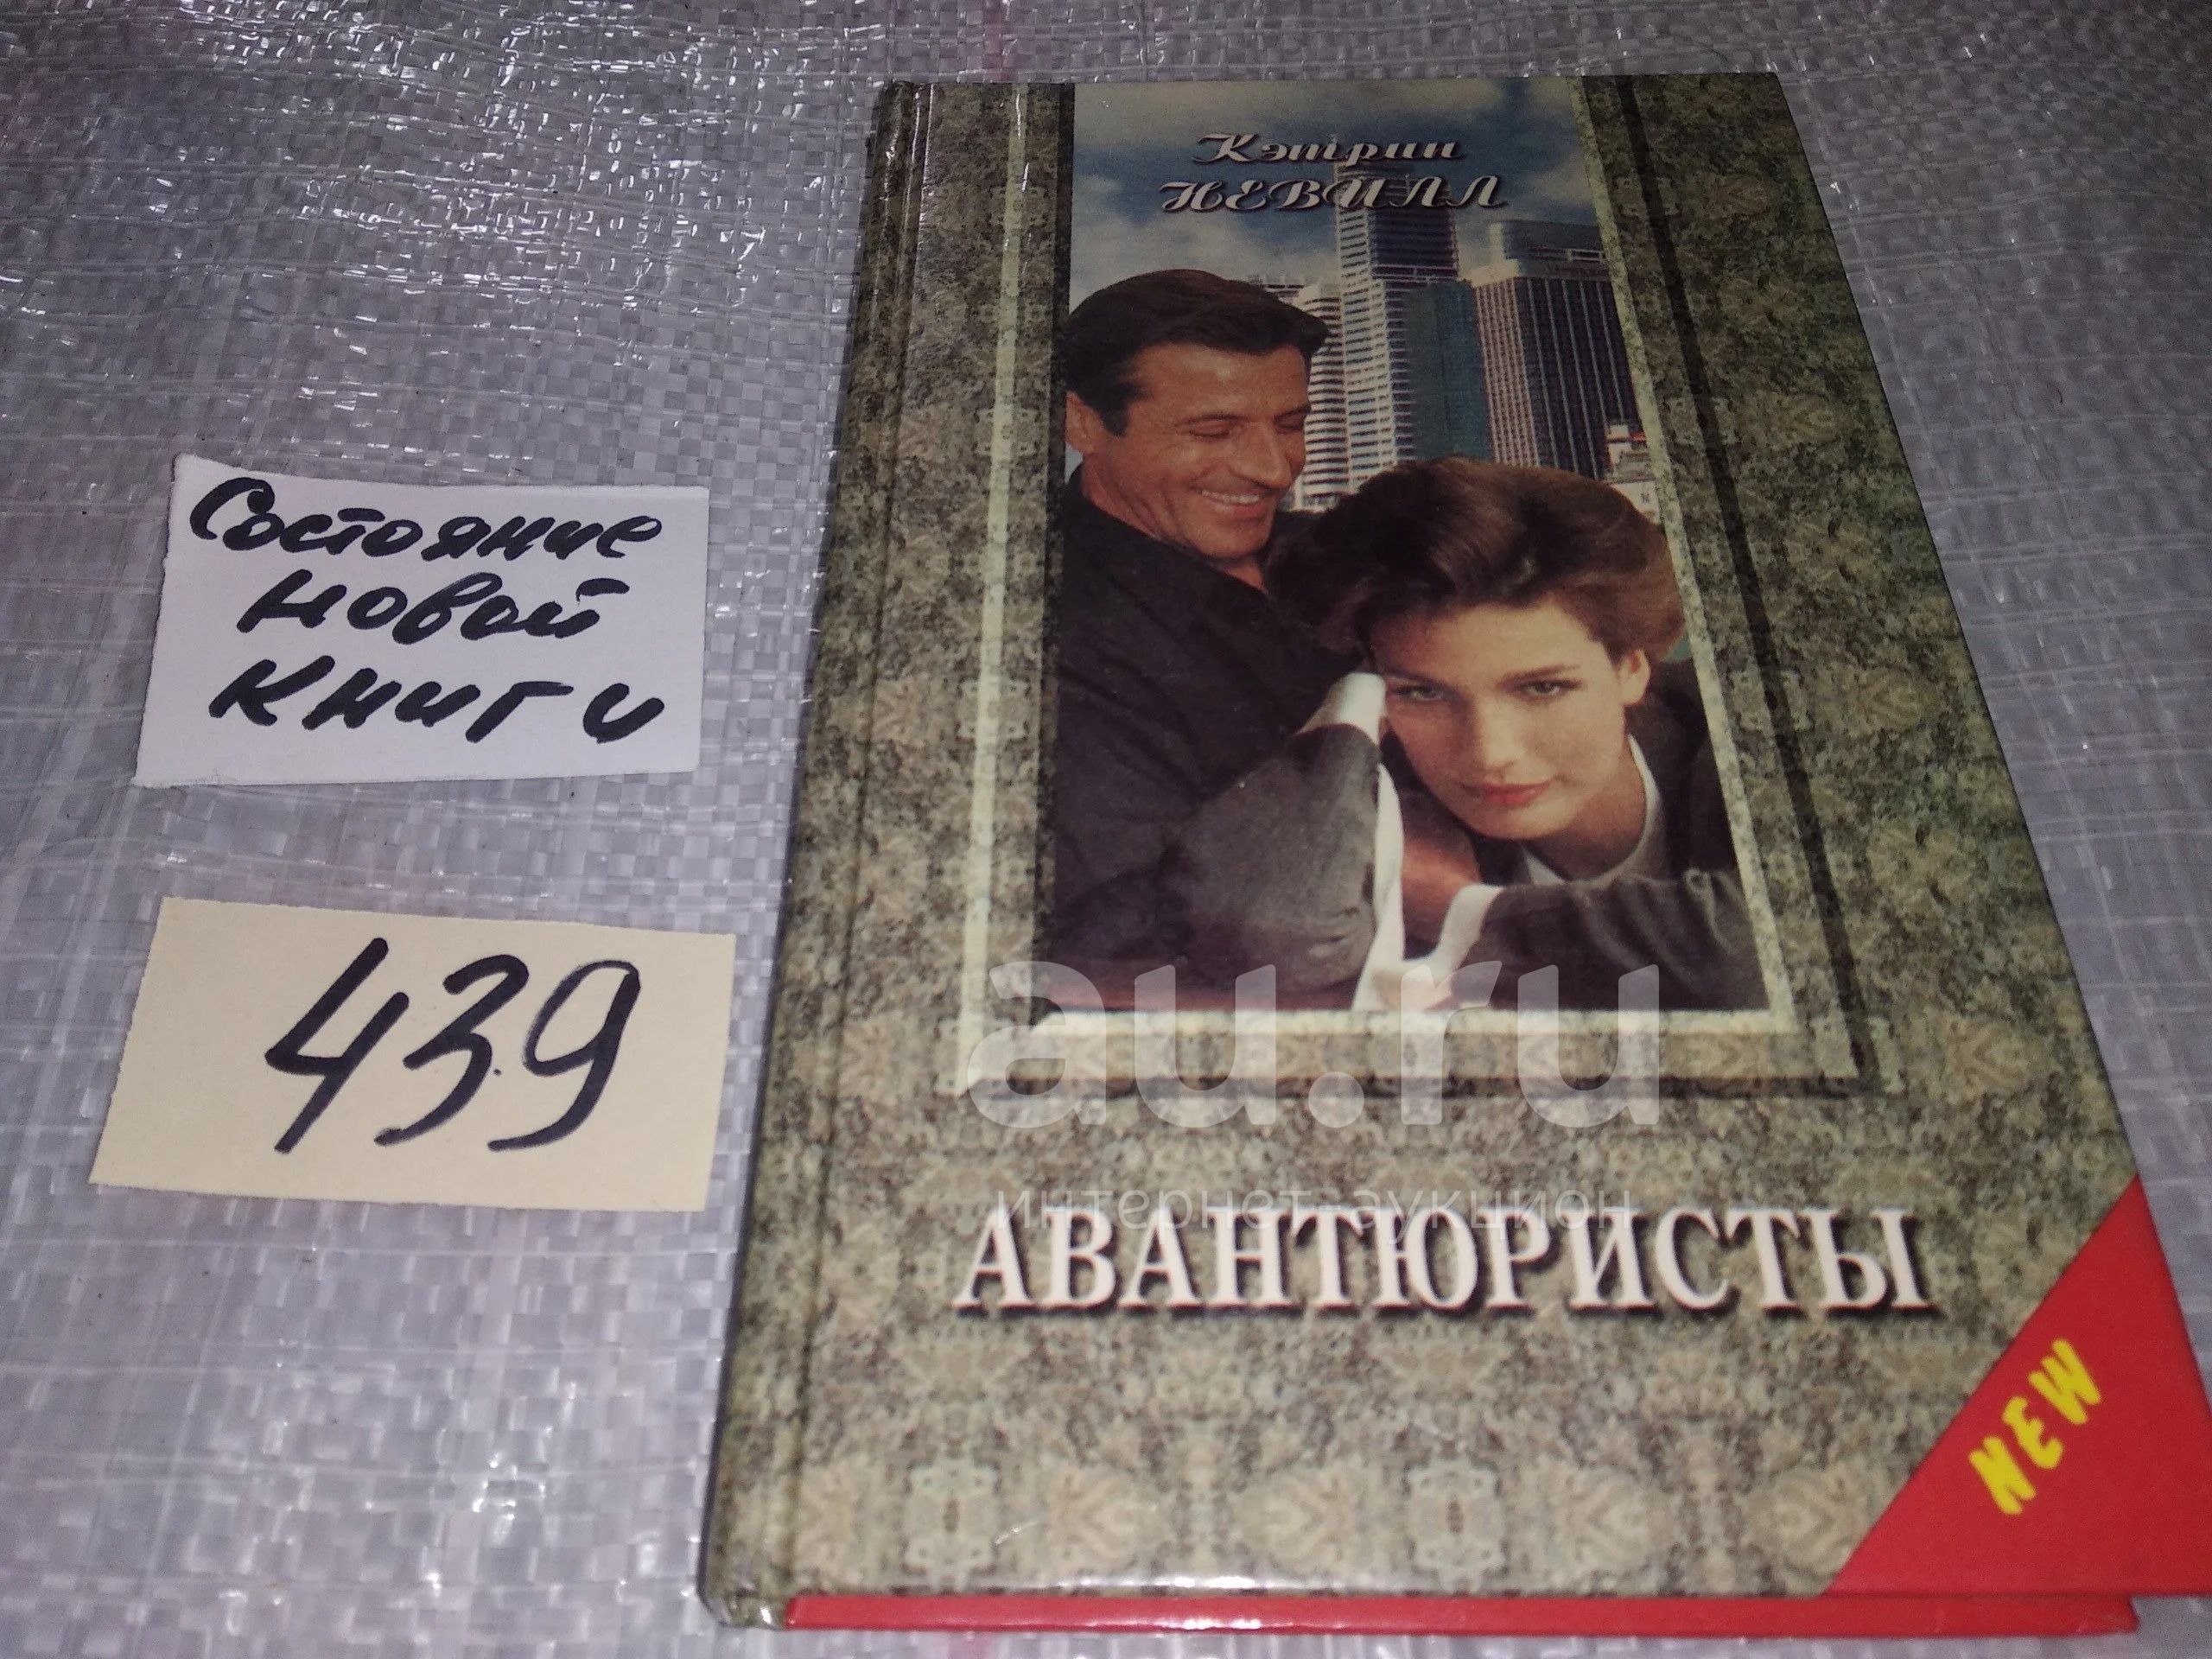 Кэтрин
НЕВИЛЛ
Состояние
новой
книги
439
au.ru
интернет-аукцион
АВАНТЮРИСТЫ
NEW